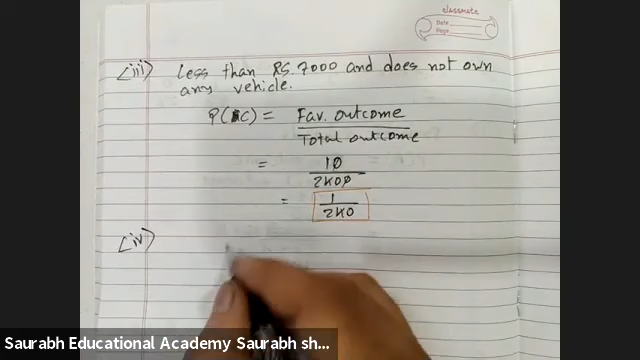 classmate
Date
Page
(iii) Less than RS. 7000 and does not own
any vehicle.
P(C) = Fav. outcome
Total outcome
= 10
2400
= 1
240
(iv)
Saurabh Educational Academy Saurabh sh...